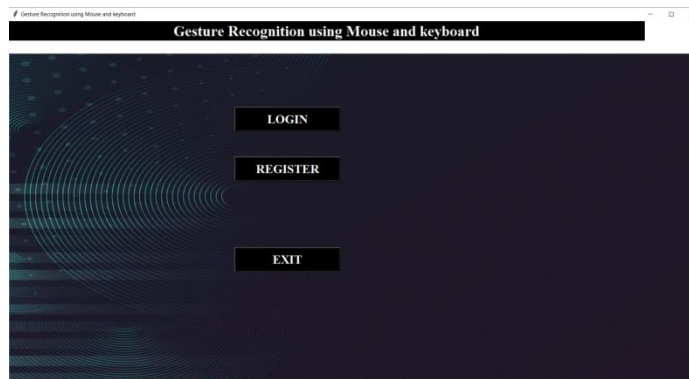 Gesture Recognition using Mouse and keyboard
Gesture Recognition using Mouse and keyboard
LOGIN
REGISTER
EXIT